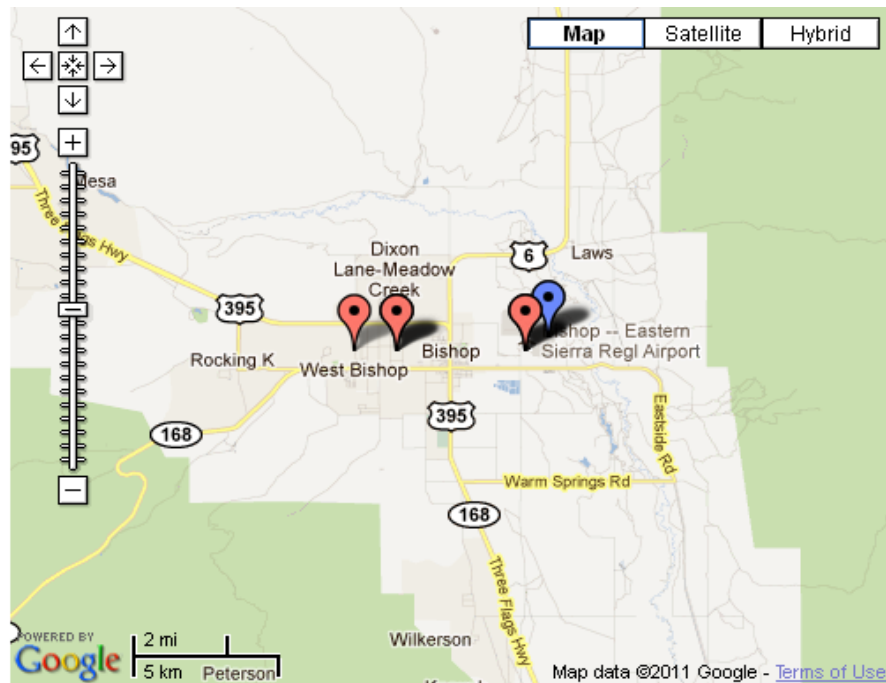 Map Satellite Hybrid
95
Mesa
Three Flags Hwy
Dixon
Lane-Meadow
Creek
6
Laws
395
Rocking K
West Bishop
Bishop
Bishop -- Eastern
Sierra Regl Airport
395
168
Eastside Rd
Warm Springs Rd
168
Three Flags Hwy
Wilkerson
POWERED BY
Google
2 mi
5 km
Peterson
Map data ©2011 Google - Terms of Use